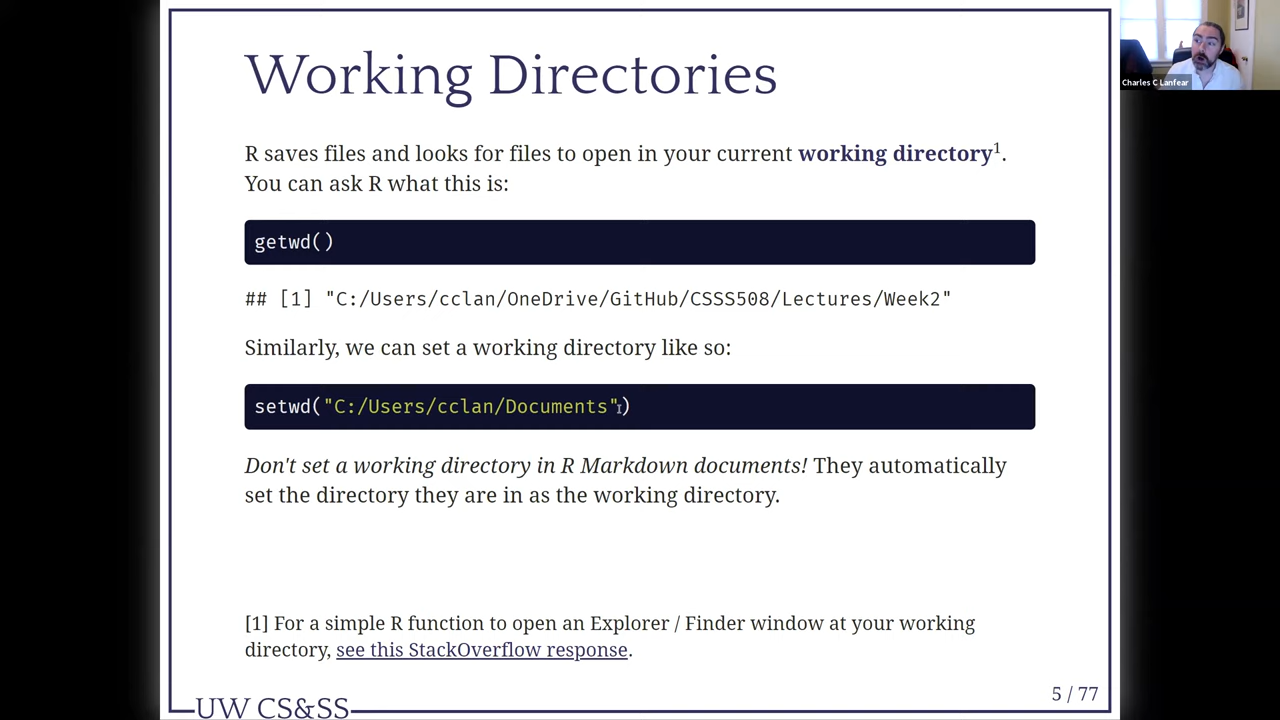 Working Directories
Charles C Lanfear
R saves files and looks for files to open in your current working directory1.
You can ask R what this is:
getwd()
## [1] "C:/Users/cclan/OneDrive/GitHub/CSSS508/Lectures/Week2"
Similarly, we can set a working directory like so:
setwd("C:/Users/cclan/Documents")
Don't set a working directory in R Markdown documents! They automatically
set the directory they are in as the working directory.
[1] For a simple R function to open an Explorer / Finder window at your working
directory, see this StackOverflow response.
5 / 77
UW CS&SS